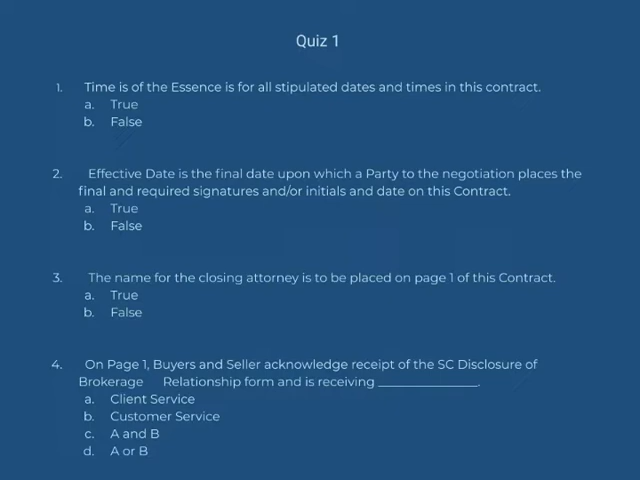 Quiz 1
1. Time is of the Essence is for all stipulated dates and times in this contract.
a. True
b. False
2. Effective Date is the final date upon which a Party to the negotiation places the
final and required signatures and/or initials and date on this Contract.
a. True
b. False
3. The name for the closing attorney is to be placed on page 1 of this Contract.
a. True
b. False
4. On Page 1, Buyers and Seller acknowledge receipt of the SC Disclosure of
Brokerage Relationship form and is receiving _______________.
a. Client Service
b. Customer Service
c. A and B
d. A or B